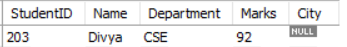 StudentID Name Department Marks City
203 Divya CSE 92 NULL